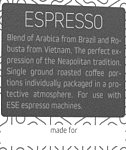 ESPRESSO
Blend of Arabica from Brazil and Ro-
busta from Vietnam. The perfect ex-
pression of the Neapolitan tradition.
Single ground roasted coffee por-
tions individually packaged in a pro-
tective atmosphere. For use with
ESE espresso machines.
made for